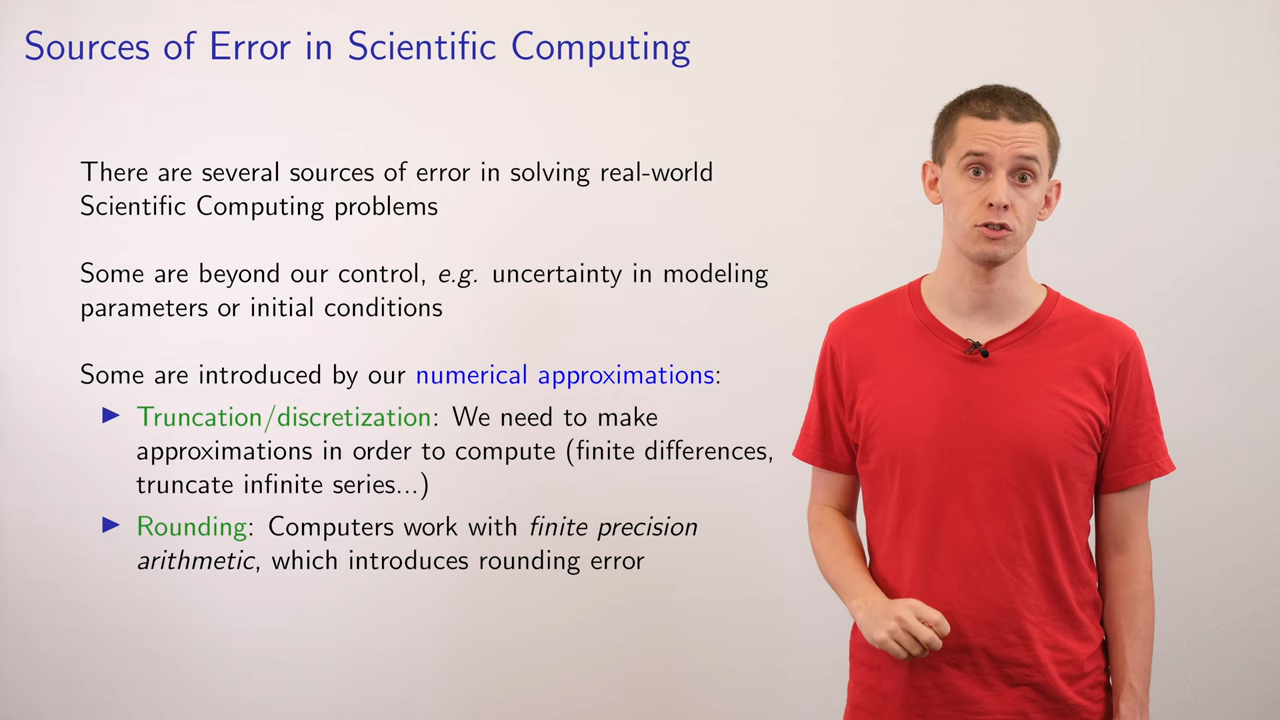 Sources of Error in Scientific Computing
There are several sources of error in solving real-world
Scientific Computing problems
Some are beyond our control, e.g. uncertainty in modeling
parameters or initial conditions
Some are introduced by our numerical approximations:
Truncation/discretization: We need to make
approximations in order to compute (finite differences,
truncate infinite series...)
Rounding: Computers work with finite precision
arithmetic, which introduces rounding error